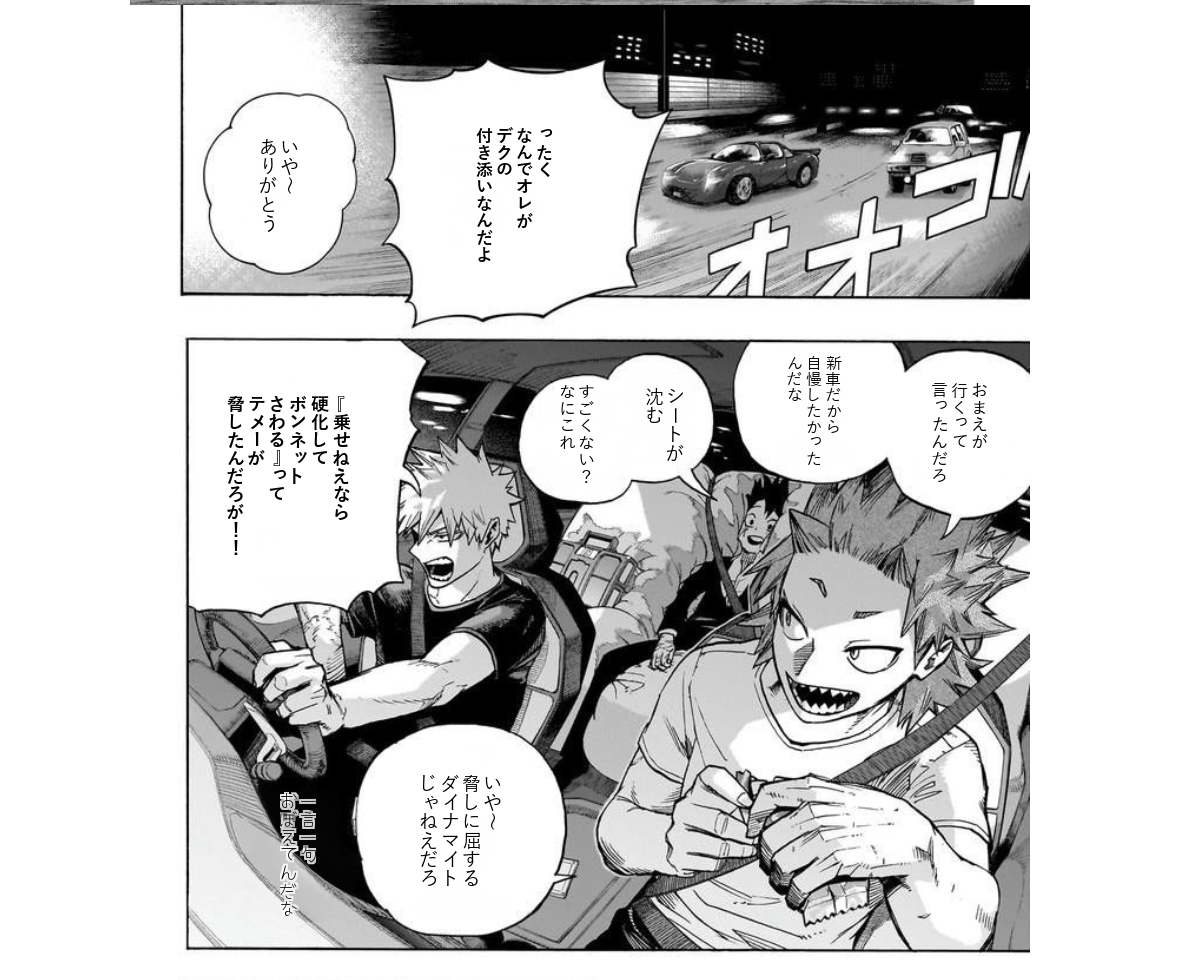 ゴオオ
ったく
なんでオレが
デクの
付き添いなんだよ
いや～
ありがとう
おまえが
行くって
言ったんだろ
新車だから
自慢したかった
んだな
シートが
沈む
すごくない？
なにこれ
『乗せねえなら
硬化して
ボンネット
さわる』って
テメーが
脅したんだろが！！
いや～
脅しに屈する
ダイナマイト
じゃねえだろ
一言一句
おぼえてんだな